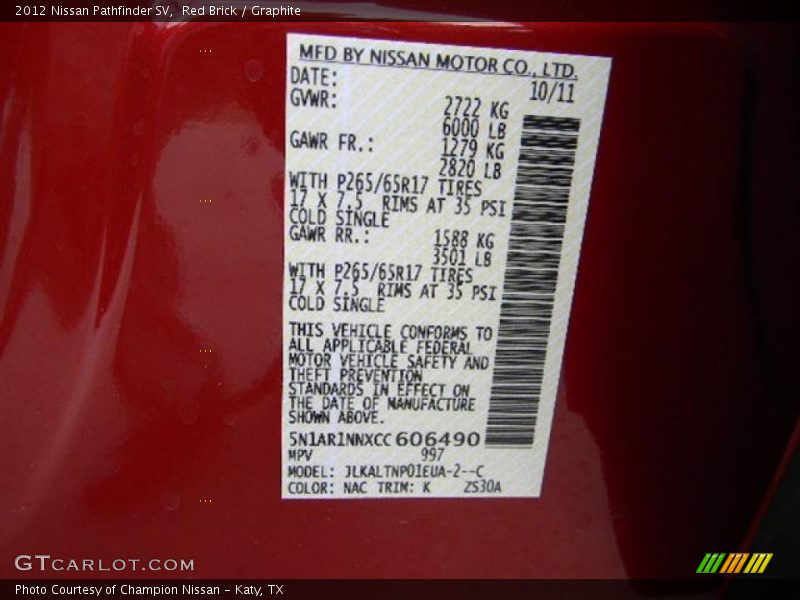 2012 Nissan Pathfinder SV,  Red Brick / Graphite
MFD BY NISSAN MOTOR CO., LTD.
DATE: 10/11
GVWR: 2722 KG
6000 LB
GAWR FR.: 1279 KG
2820 LB
WITH P265/65R17 TIRES
17 X 7.5 RIMS AT 35 PSI
COLD SINGLE
GAWR RR.: 1588 KG
3501 LB
WITH P265/65R17 TIRES
17 X 7.5 RIMS AT 35 PSI
COLD SINGLE
THIS VEHICLE CONFORMS TO
ALL APPLICABLE FEDERAL
MOTOR VEHICLE SAFETY AND
THEFT PREVENTION
STANDARDS IN EFFECT ON
THE DATE OF MANUFACTURE
SHOWN ABOVE.
5N1AR1NNXCC606490
MPV 997
MODEL: JLKALTNP01EUA-2--C
COLOR: NAC TRIM: K ZS30A
GTCARLOT.COM
Photo Courtesy of Champion Nissan - Katy, TX